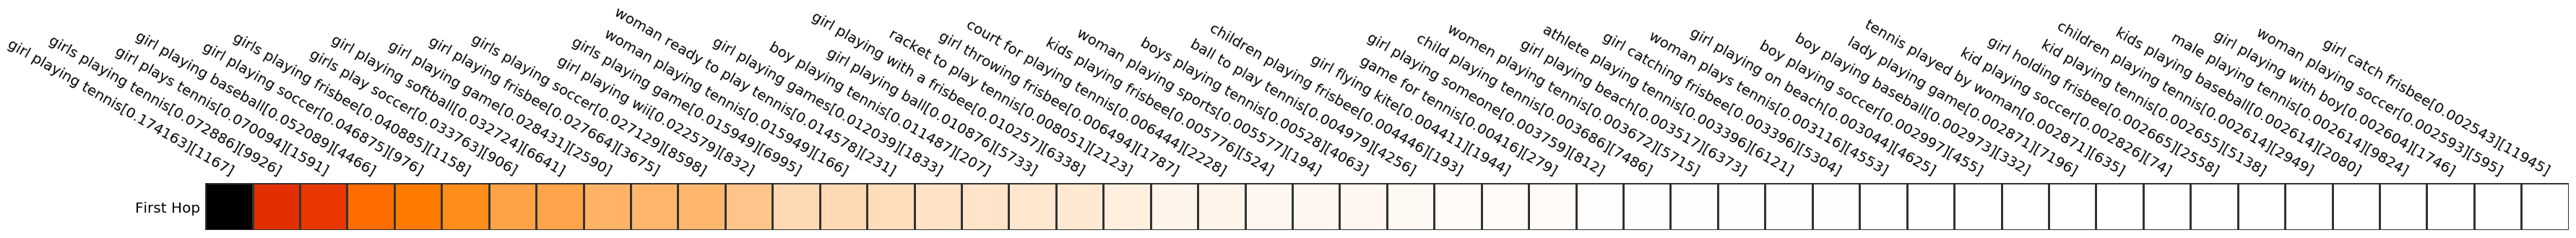 girl playing tennis[0.174163][1167]
girls playing tennis[0.072886][9926]
girl plays tennis[0.070094][1591]
girl playing baseball[0.052089][4466]
girl playing soccer[0.046875][976]
girls playing frisbee[0.040885][1158]
girls play soccer[0.033763][906]
girl playing softball[0.032724][6641]
girl playing game[0.028431][2590]
girl playing frisbee[0.027664][3675]
girls playing soccer[0.027129][8598]
girl playing wii[0.022579][832]
girls playing game[0.015949][6995]
woman playing tennis[0.015949][166]
woman ready to play tennis[0.014578][231]
girl playing games[0.012039][1833]
boy playing tennis[0.011487][207]
girl playing ball[0.010876][5733]
girl playing with a frisbee[0.010257][6338]
racket to play tennis[0.008051][2123]
girl throwing frisbee[0.006494][1787]
court for playing tennis[0.006444][2228]
kids playing frisbee[0.005776][524]
woman playing sports[0.005577][194]
boys playing tennis[0.00528][4063]
ball to play tennis[0.004979][4256]
children playing frisbee[0.004446][193]
girl flying kite[0.004411][1944]
game for tennis[0.00416][279]
girl playing someone[0.003759][812]
child playing tennis[0.003686][7486]
women playing tennis[0.003672][5715]
girl playing beach[0.003517][6373]
athlete playing tennis[0.003396][6121]
girl catching frisbee[0.003396][5304]
woman plays tennis[0.003116][4553]
girl playing on beach[0.003044][4625]
boy playing soccer[0.002997][455]
boy playing baseball[0.002973][332]
lady playing game[0.002871][7196]
tennis played by woman[0.002871][635]
kid playing soccer[0.002826][74]
girl holding frisbee[0.002665][2558]
kid playing tennis[0.002655][5138]
children playing tennis[0.002614][2949]
kids playing baseball[0.002614][2080]
male playing tennis[0.002614][9824]
girl playing with boy[0.002604][1746]
woman playing soccer[0.002593][595]
girl catch frisbee[0.002543][11945]
First Hop